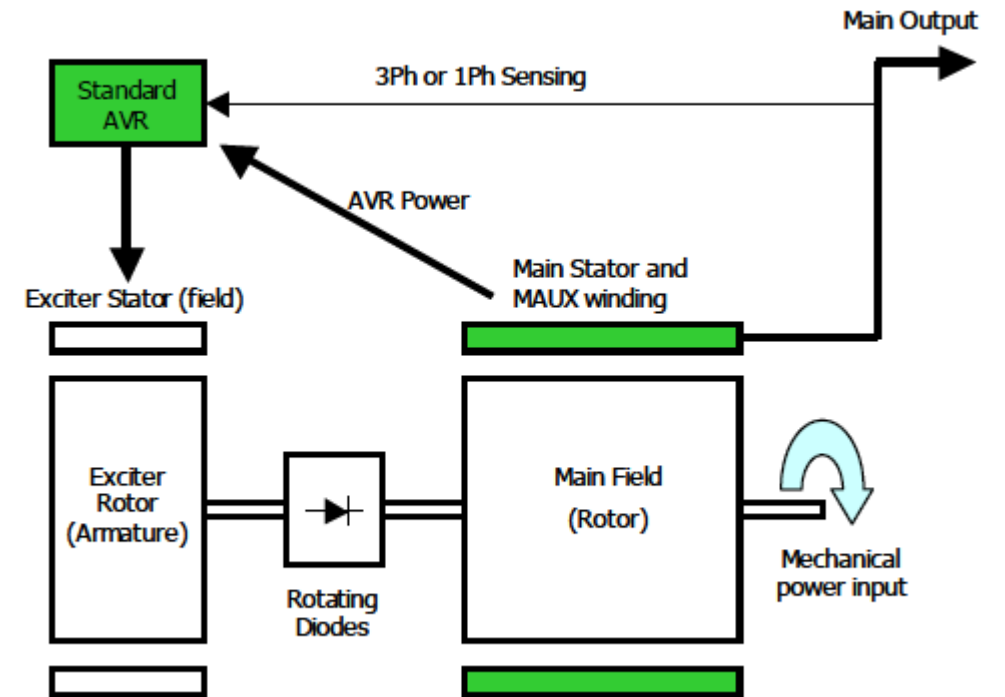 Main Output
3Ph or 1Ph Sensing
Standard
AVR
AVR Power
Main Stator and
MAUX winding
Exciter Stator (field)
Exciter
Rotor
(Armature)
Main Field
(Rotor)
Mechanical
power input
Rotating
Diodes